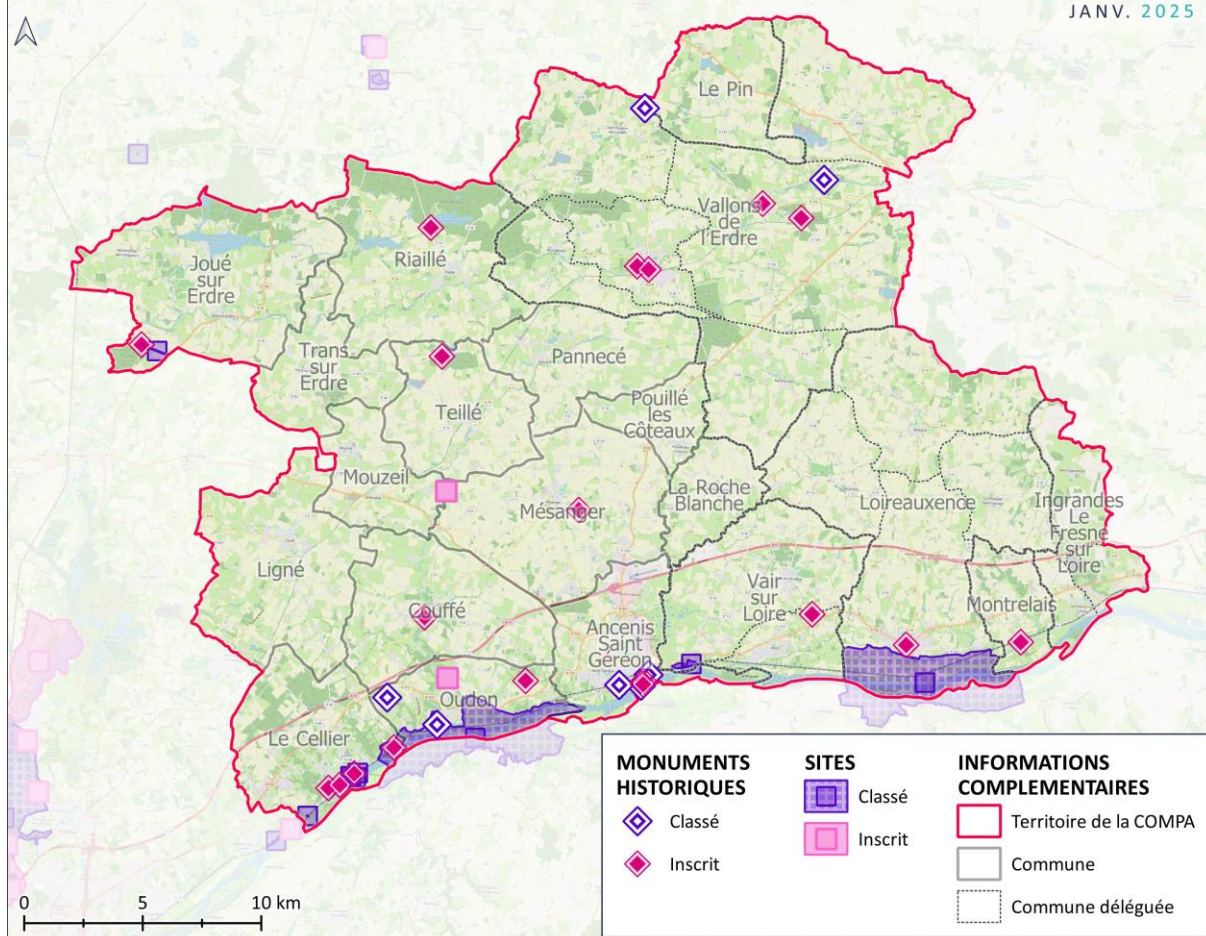 JANV. 2025
Le Pin
Vallons
de
l'Erdre
Joué
sur
Erdre
Riaillé
Trans
sur
Erdre
Pannecé
Teillé
Pouillé
les
Côteaux
Mouzeil
Mésanger
La Roche
Blanche
Loireauxence
Ingrandes
Le
Fresne
sur
Loire
Ligné
Couffé
Vair
sur
Loire
Montrelais
Ancenis
Saint
Géréon
Oudon
Le Cellier
0 5 10 km
MONUMENTS
HISTORIQUES
Classé
Inscrit
SITES
Classé
Inscrit
INFORMATIONS
COMPLEMENTAIRES
Territoire de la COMPA
Commune
Commune déléguée